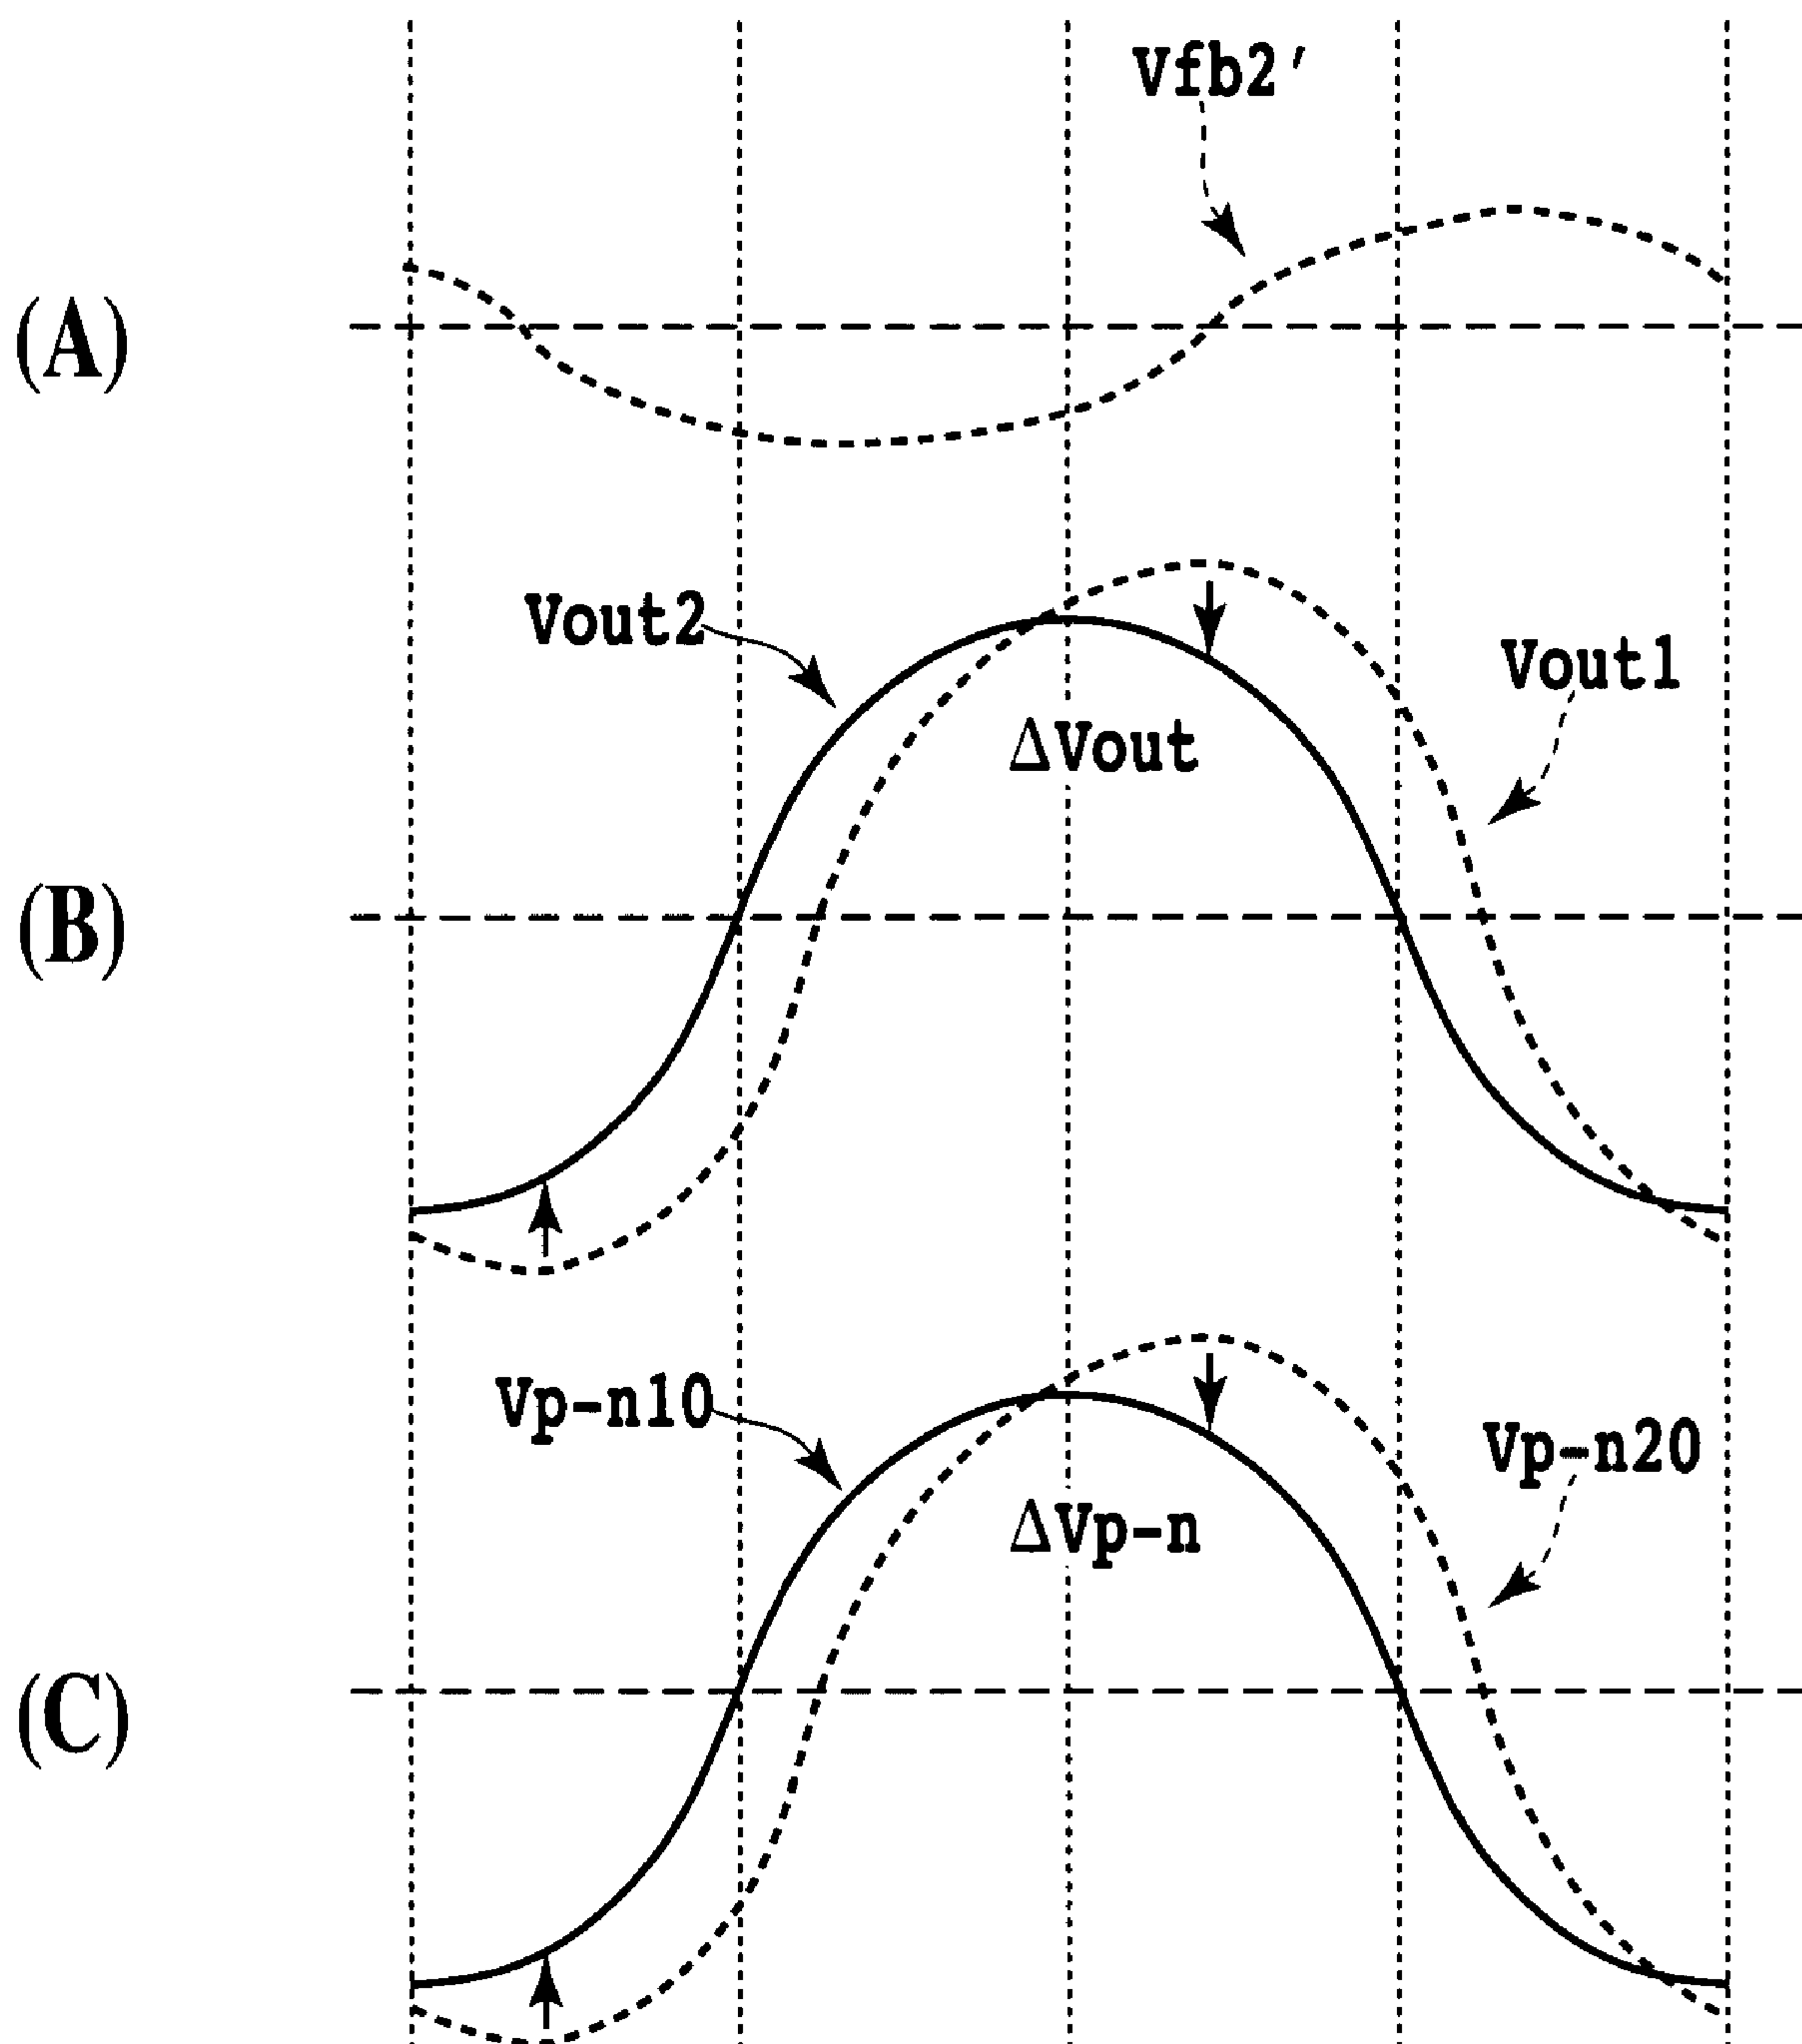 Vfb2'
(A)
Vout2
Vout1
ΔVout
(B)
Vp-n10
Vp-n20
ΔVp-n
(C)